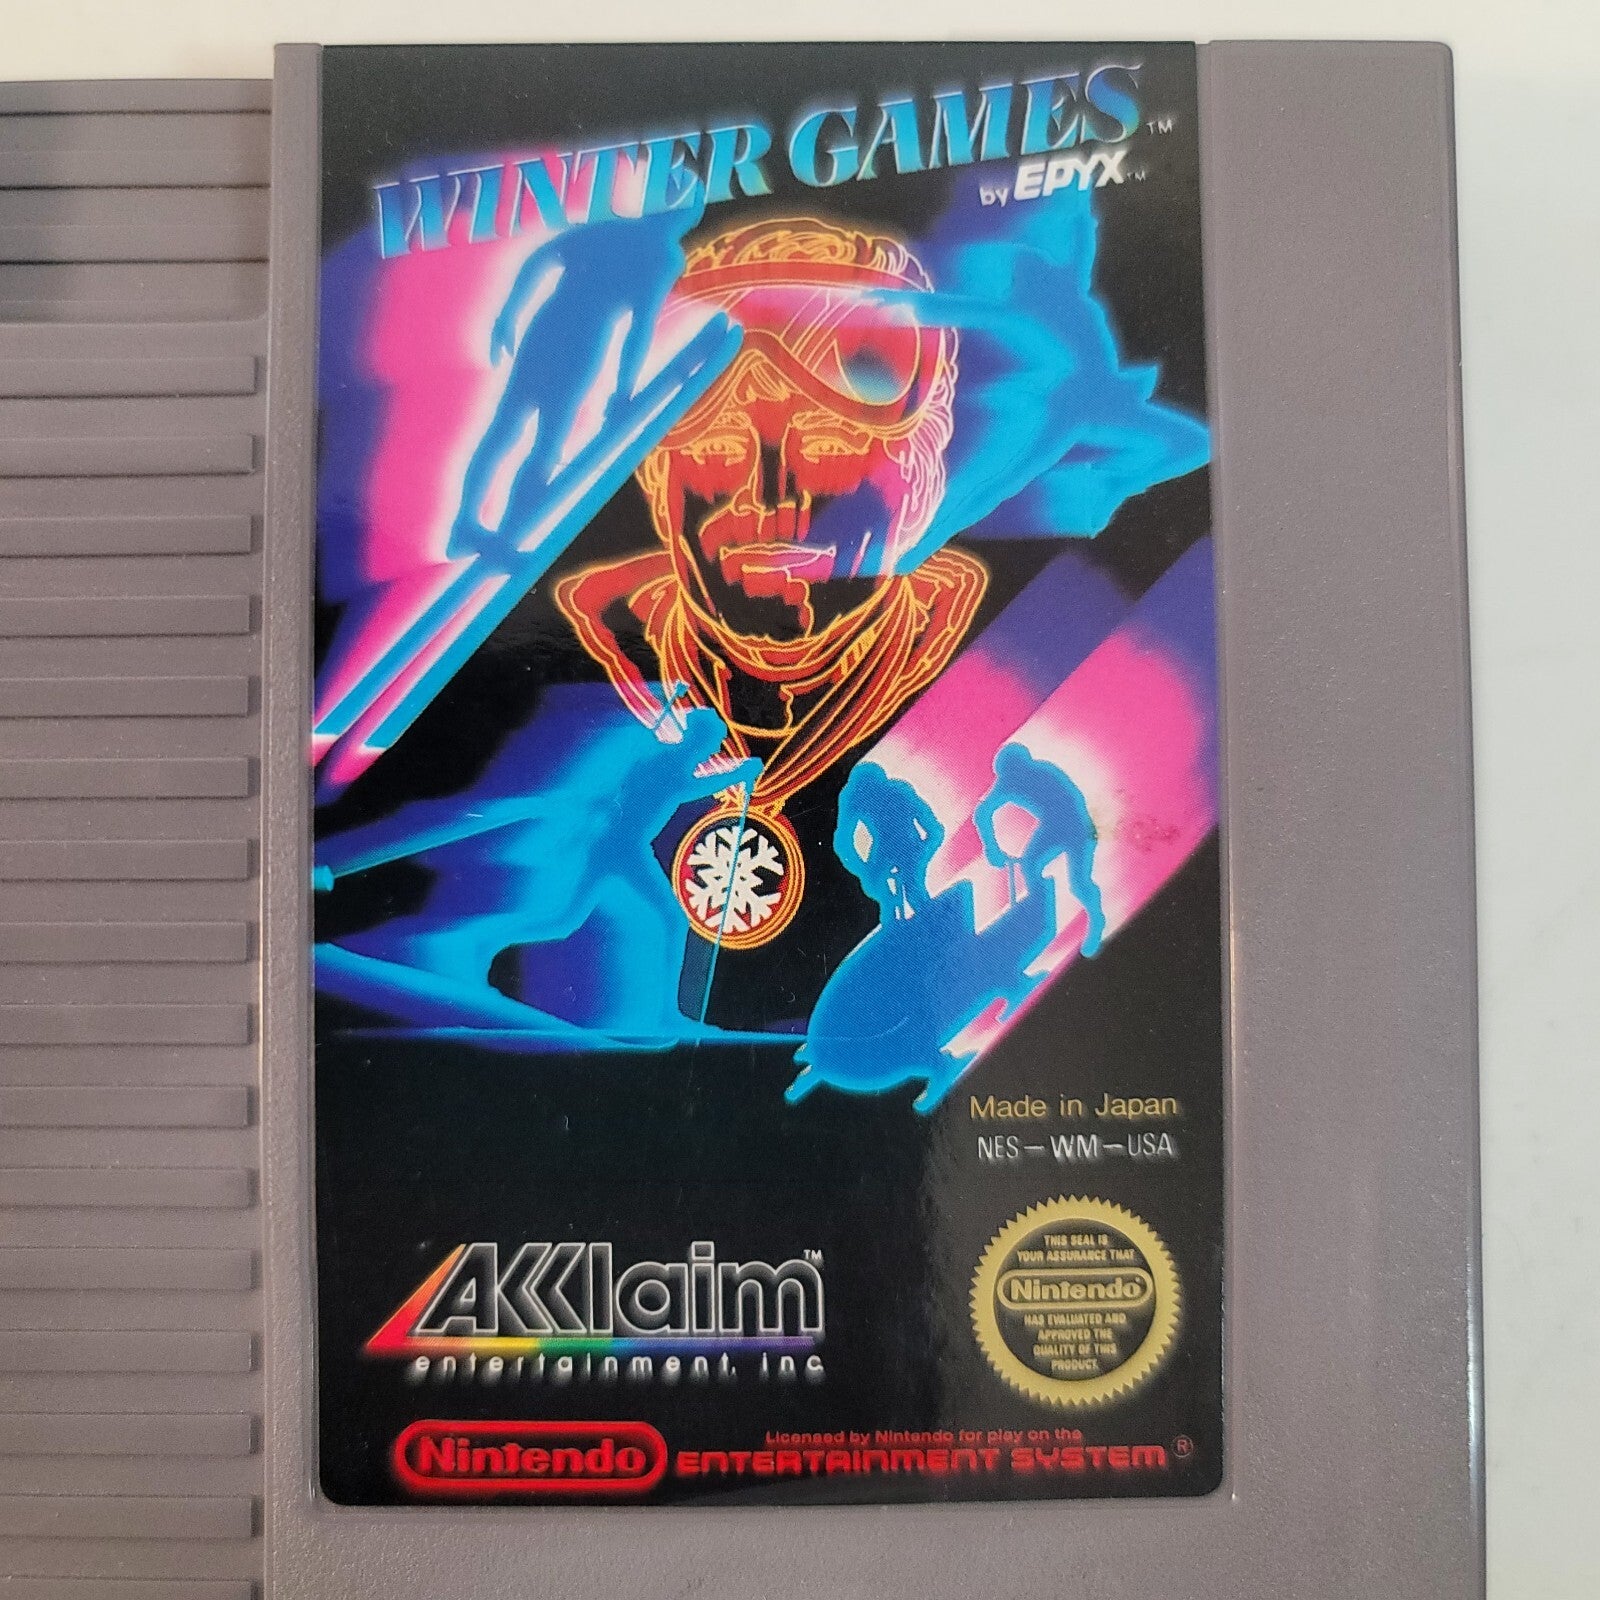 WINTER GAMES™
by EPYX™
Made in Japan
NES-WM-USA
AKKlaim™
entertainment, inc.
THIS SEAL IS
YOUR ASSURANCE THAT
Nintendo®
HAS EVALUATED AND
APPROVED THE
QUALITY OF THIS
PRODUCT.
Nintendo
Licensed by Nintendo for play on the
ENTERTAINMENT SYSTEM®